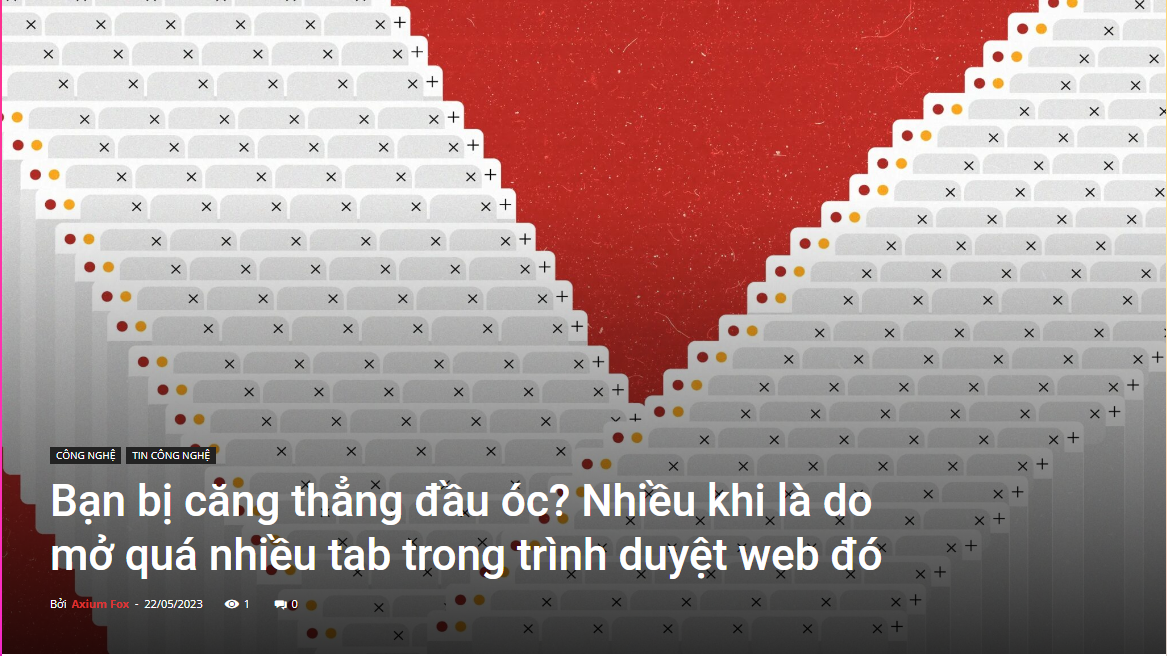 CÔNG NGHỆ TIN CÔNG NGHỆ
Bạn bị căng thẳng đầu óc? Nhiều khi là do
mở quá nhiều tab trong trình duyệt web đó
Bởi Axium Fox - 22/05/2023 1 0